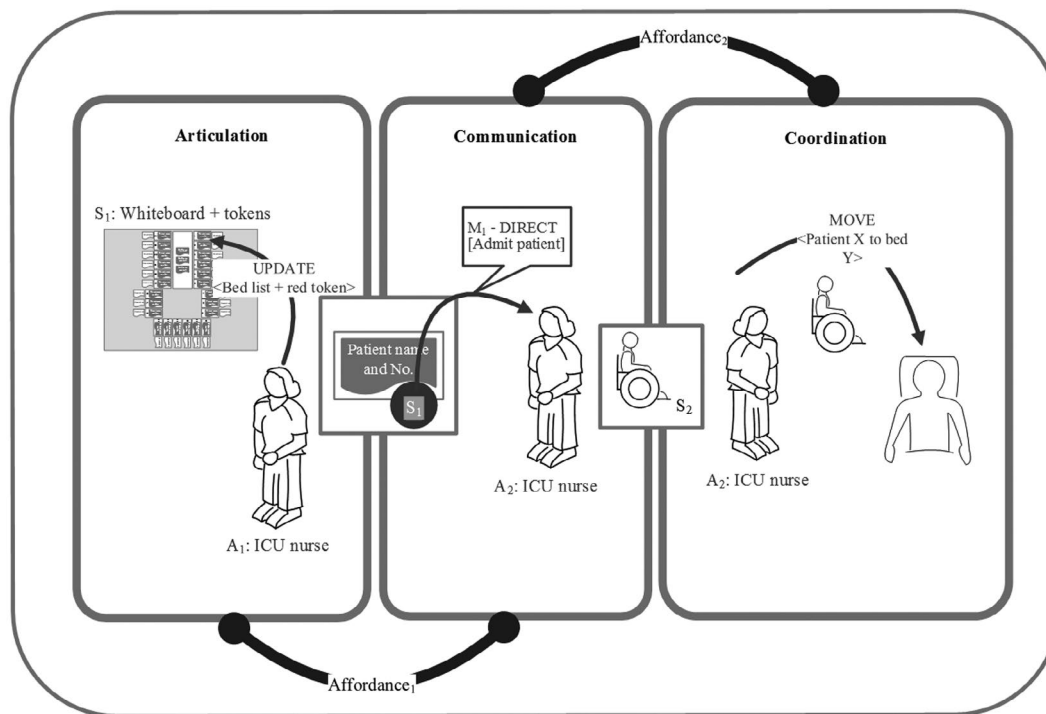 Affordance₂
Articulation
Communication
Coordination
S₁: Whiteboard + tokens
UPDATE
<Bed list + red token>
A₁: ICU nurse
Patient name
and No.
S₁
M₁ - DIRECT
[Admit patient]
A₂: ICU nurse
S₂
MOVE
<Patient X to bed
Y>
A₂: ICU nurse
Affordance₁